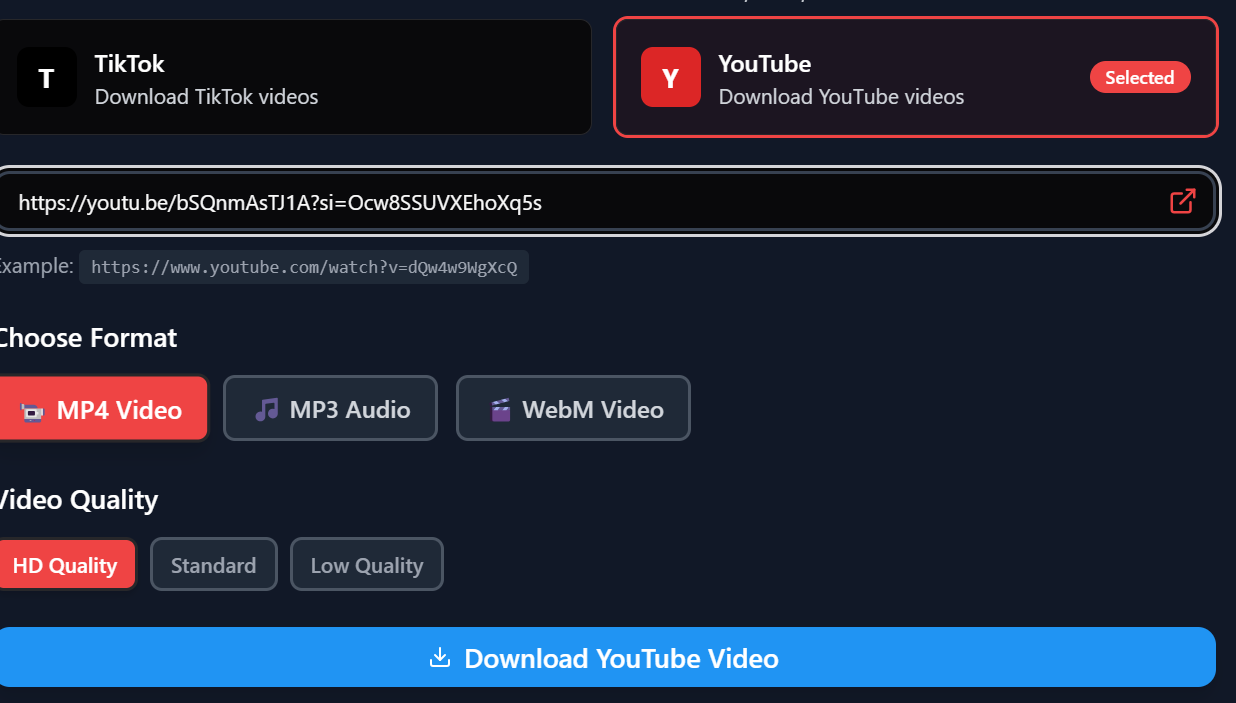 T
TikTok
Download TikTok videos
Y
YouTube
Download YouTube videos
Selected
https://youtu.be/bSQnmAsTJ1A?si=Ocw8SSUVXEhoXq5s
Example: https://www.youtube.com/watch?v=dQw4w9WgXcQ
Choose Format
MP4 Video
MP3 Audio
WebM Video
Video Quality
HD Quality
Standard
Low Quality
Download YouTube Video